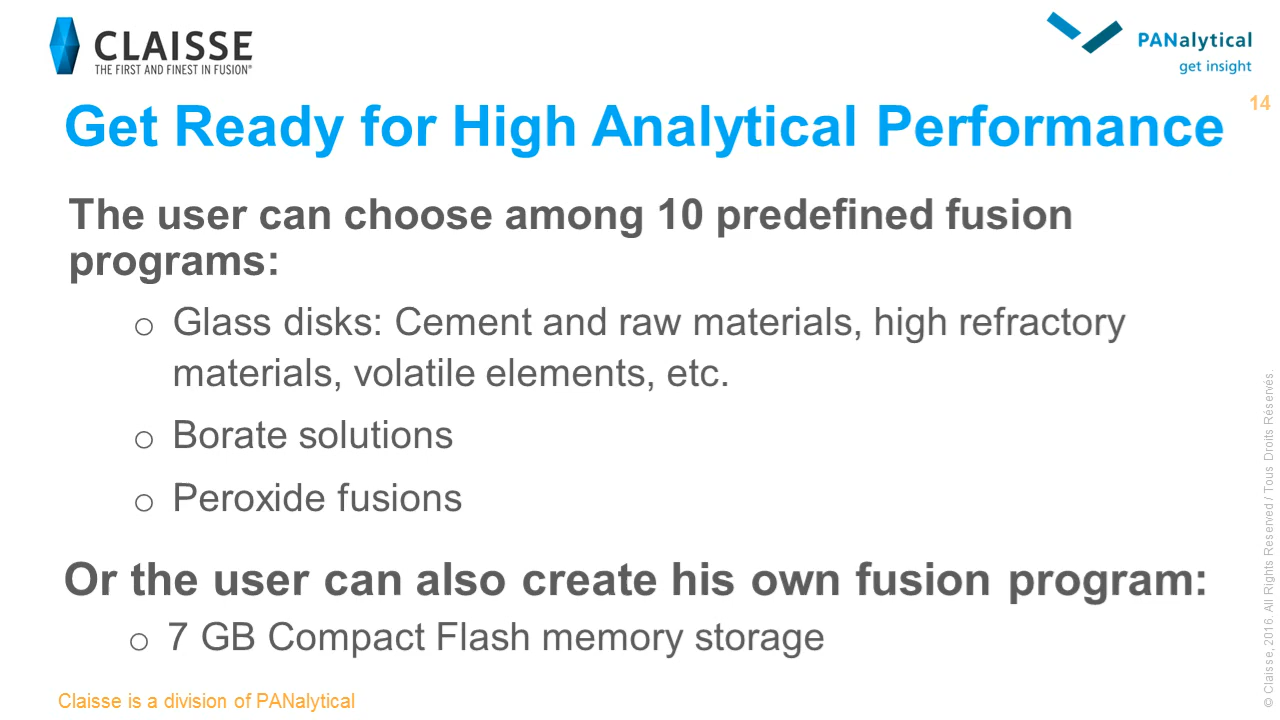 CLAISSE
THE FIRST AND FINEST IN FUSION®
PANalytical
get insight
14
Get Ready for High Analytical Performance
The user can choose among 10 predefined fusion
programs:
o Glass disks: Cement and raw materials, high refractory
materials, volatile elements, etc.
o Borate solutions
o Peroxide fusions
Or the user can also create his own fusion program:
o 7 GB Compact Flash memory storage
Claisse is a division of PANalytical
© Claisse, 2016. All Rights Reserved / Tous Droits Réservés.